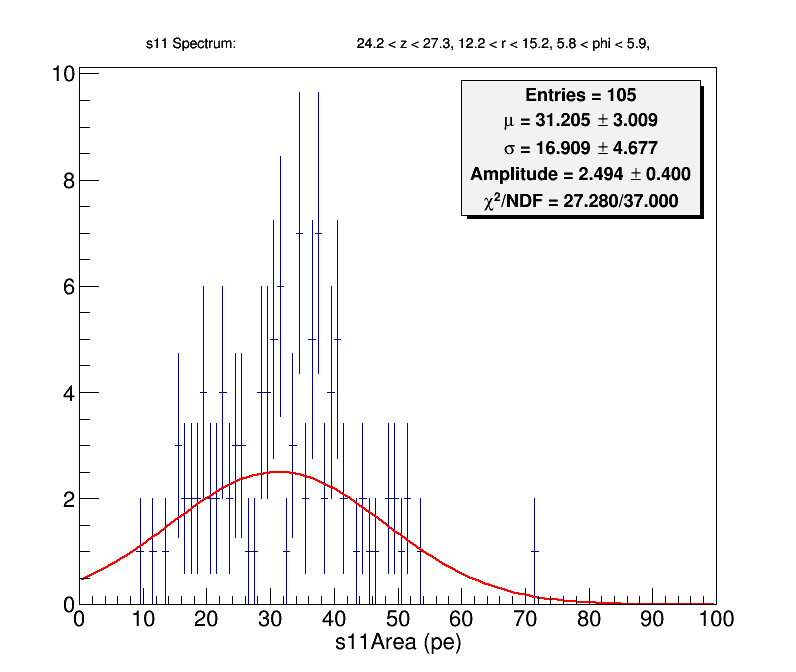 s11 Spectrum: 24.2 < z < 27.3, 12.2 < r < 15.2, 5.8 < phi < 5.9,
Entries = 105
μ = 31.205 ± 3.009
σ = 16.909 ± 4.677
Amplitude = 2.494 ± 0.400
χ²/NDF = 27.280/37.000
10
8
6
4
2
0
0 10 20 30 40 50 60 70 80 90 100
s11Area (pe)